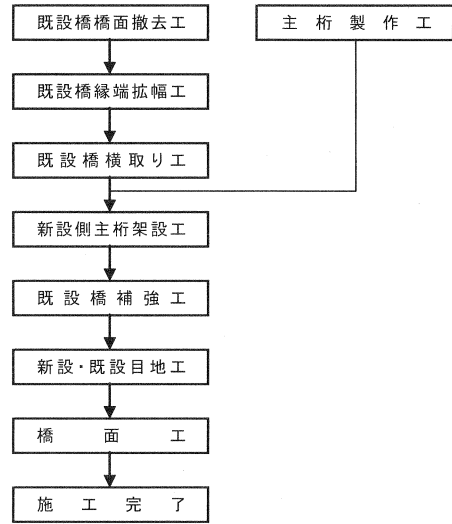 既設橋橋面撤去工
主桁製作工
既設橋縁端拡幅工
既設橋横取り工
新設側主桁架設工
既設橋補強工
新設・既設目地工
橋面工
施工完了